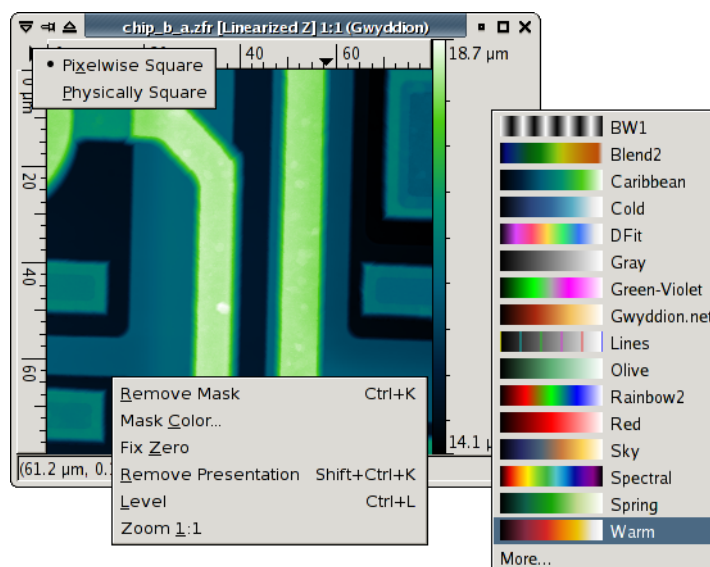 chip_b_a.zfr [Linearized Z] 1:1 (Gwyddion)
40
18.7 µm
• Pixelwise Square
Physically Square
0 µm
20
40
60
14.1
(61.2 µm,
Remove Mask Ctrl+K
Mask Color...
Fix Zero
Remove Presentation Shift+Ctrl+K
Level Ctrl+L
Zoom 1:1
BW1
Blend2
Caribbean
Cold
DFit
Gray
Green-Violet
Gwyddion.net
Lines
Olive
Rainbow2
Red
Sky
Spectral
Spring
Warm
More...